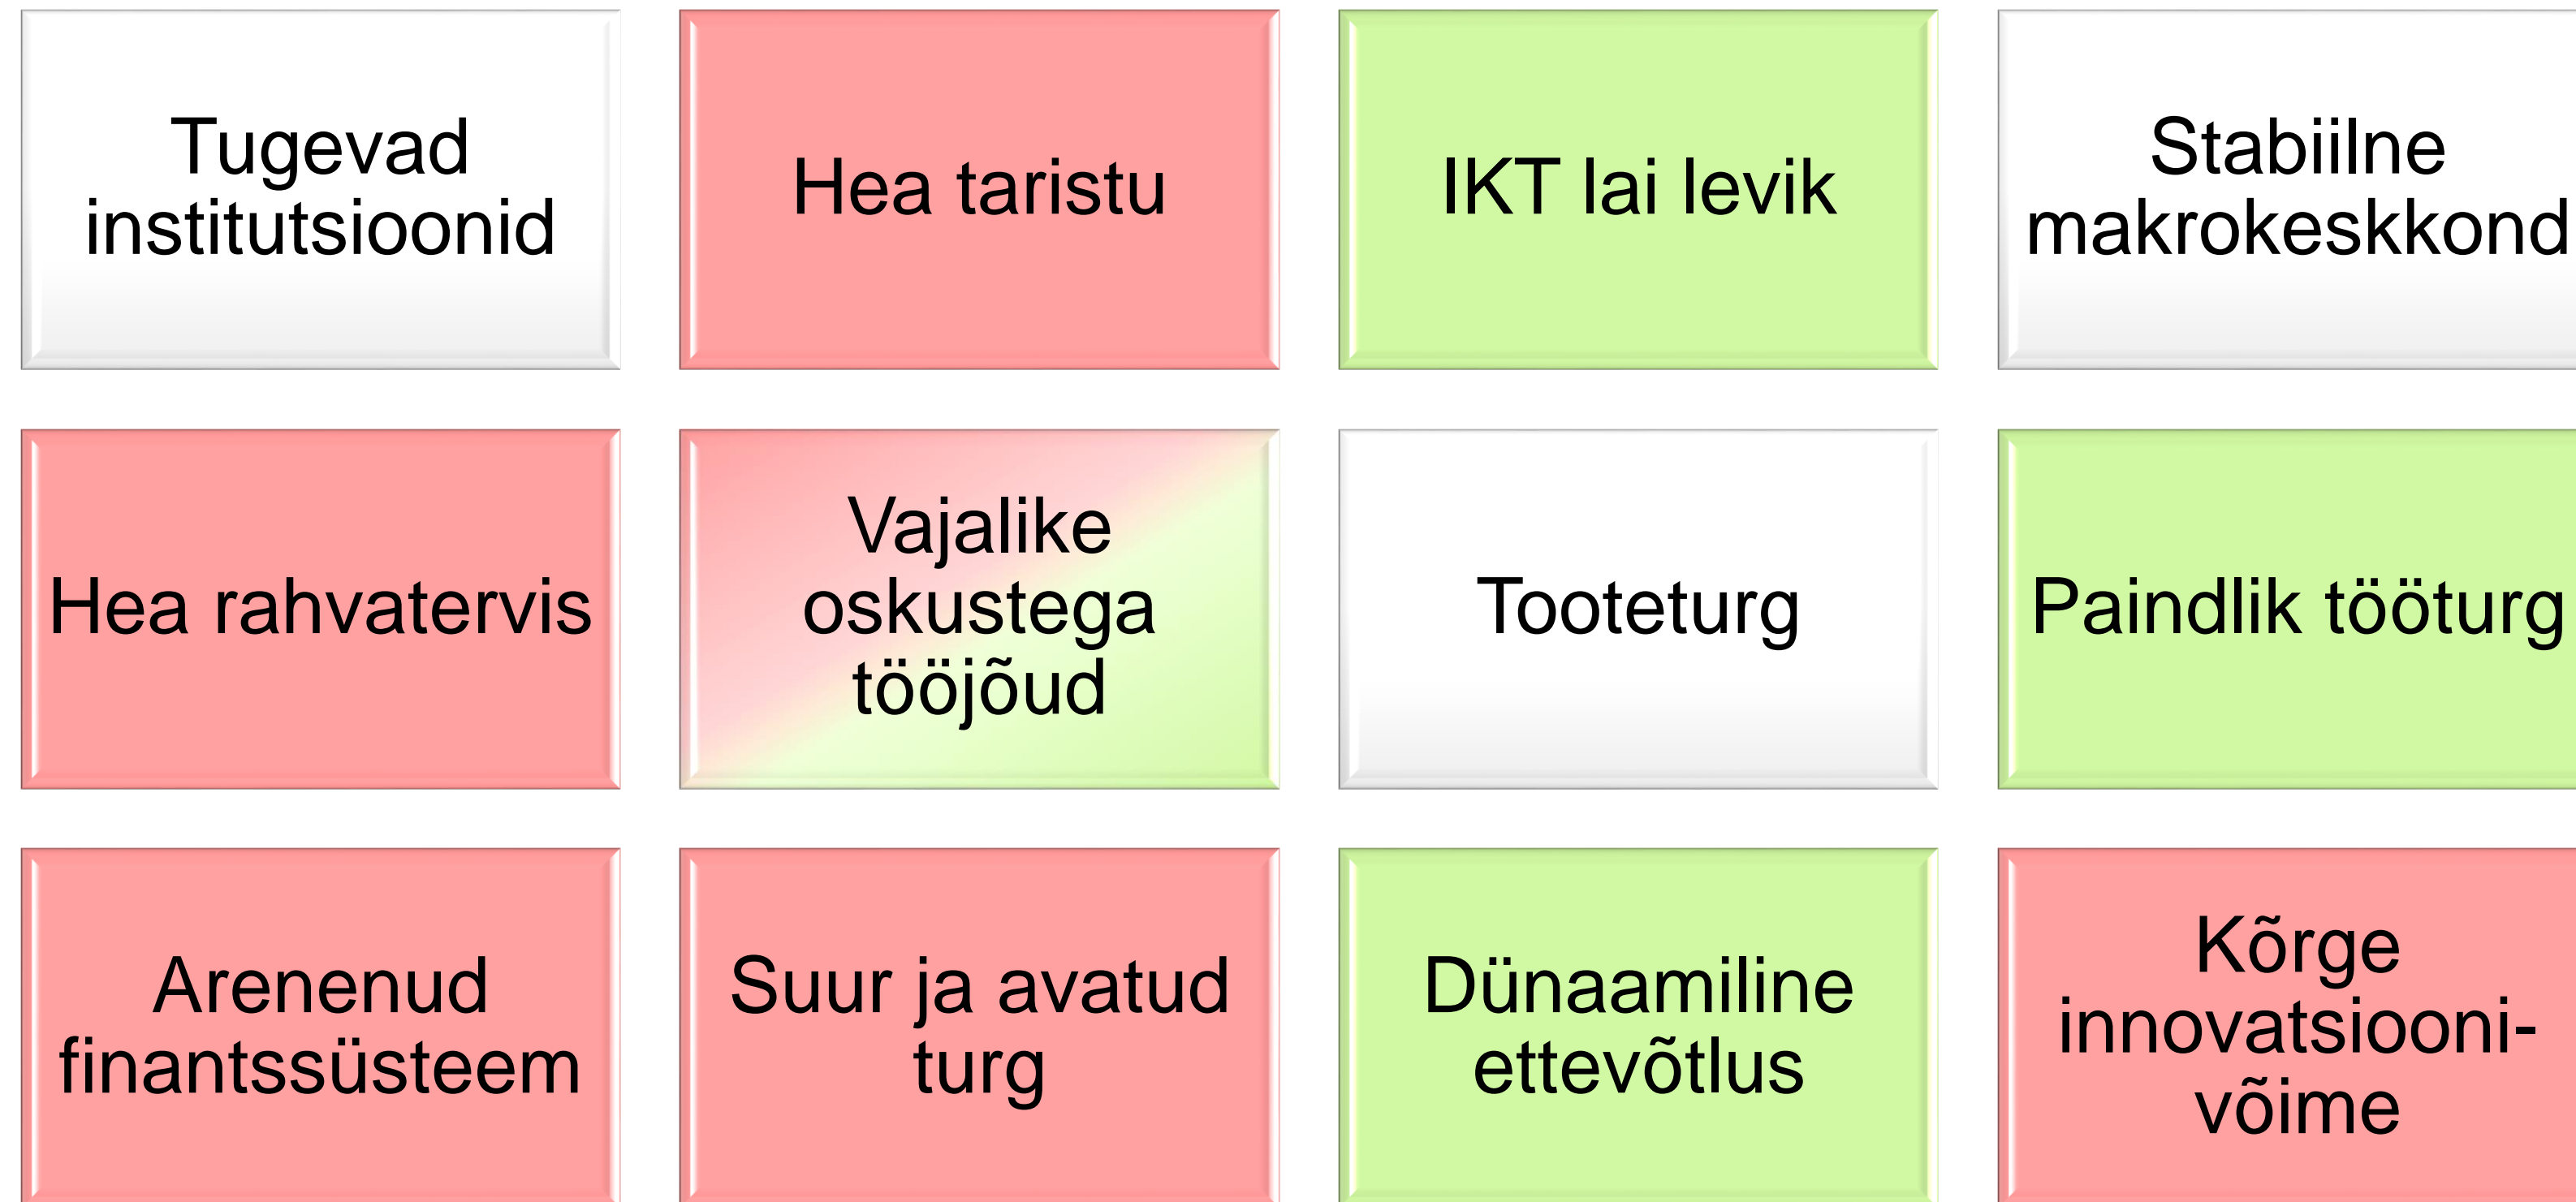 Tugevad
institutsioonid
Hea taristu
IKT lai levik
Stabiilne
makrokeskkond
Hea rahvatervis
Vajalike
oskustega
tööjõud
Tooteturg
Paindlik tööturg
Arenenud
finantssüsteem
Suur ja avatud
turg
Dünaamiline
ettevõtlus
Kõrge
innovatsiooni-
võime